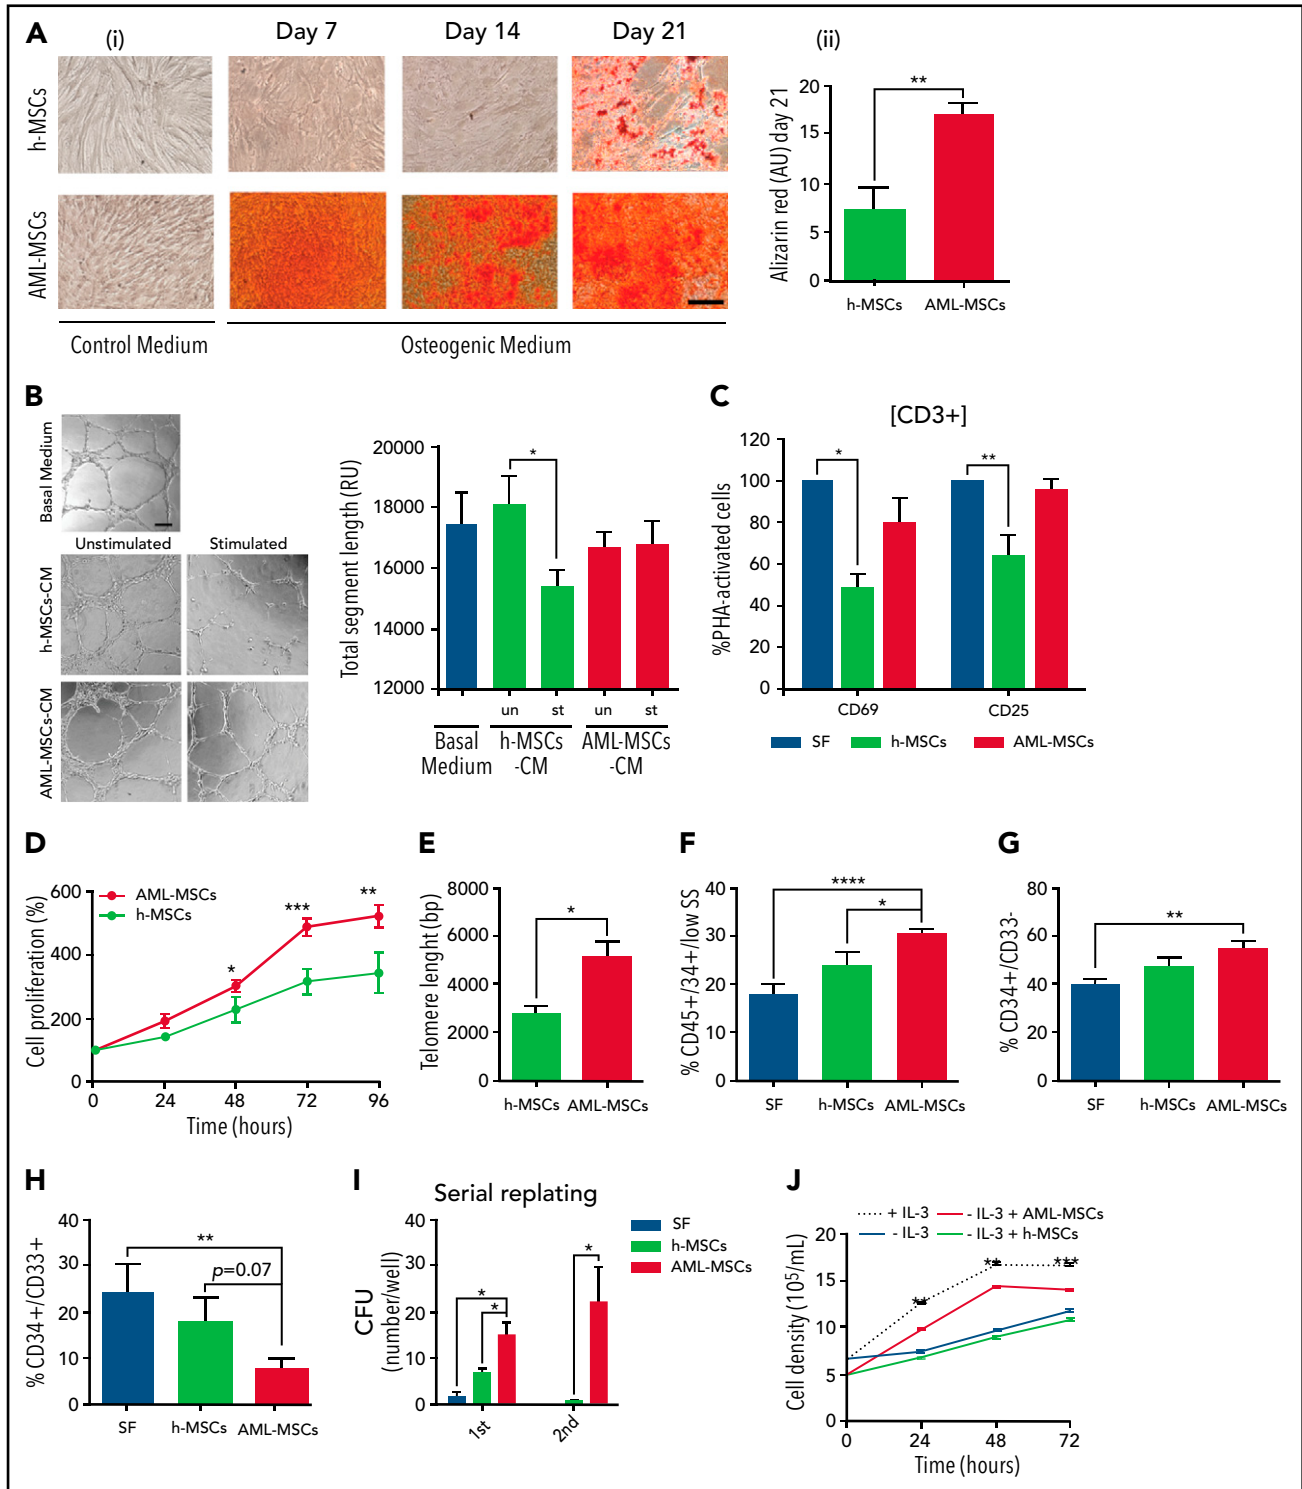 A
(i)
Day 7
Day 14
Day 21
(ii)
h-MSCs
AML-MSCs
Control Medium
Osteogenic Medium
Alizarin red (AU) day 21
20
15
10
5
0
**
h-MSCs
AML-MSCs
B
Basal Medium
Unstimulated
Stimulated
h-MSCs-CM
AML-MSCs-CM
Total segment length (RU)
20000
18000
16000
14000
12000
*
un
st
un
st
Basal Medium
h-MSCs -CM
AML-MSCs -CM
C
[CD3+]
%PHA-activated cells
120
100
80
60
40
20
0
*
**
CD69
CD25
SF
h-MSCs
AML-MSCs
D
Cell proliferation (%)
600
400
200
0
AML-MSCs
h-MSCs
*
***
**
0
24
48
72
96
Time (hours)
E
Telomere lenght (bp)
8000
6000
4000
2000
0
*
h-MSCs
AML-MSCs
F
% CD45+/34+/low SS
40
30
20
10
0
****
*
SF
h-MSCs
AML-MSCs
G
% CD34+/CD33-
80
60
40
20
0
**
SF
h-MSCs
AML-MSCs
H
% CD34+/CD33+
40
30
20
10
0
**
p=0.07
SF
h-MSCs
AML-MSCs
I
Serial replating
CFU
(number/well)
40
30
20
10
0
*
*
*
1st
2nd
SF
h-MSCs
AML-MSCs
J
+ IL-3
- IL-3 + AML-MSCs
- IL-3
- IL-3 + h-MSCs
Cell density (10⁵/mL)
20
15
10
5
0
**
**
***
0
24
48
72
Time (hours)